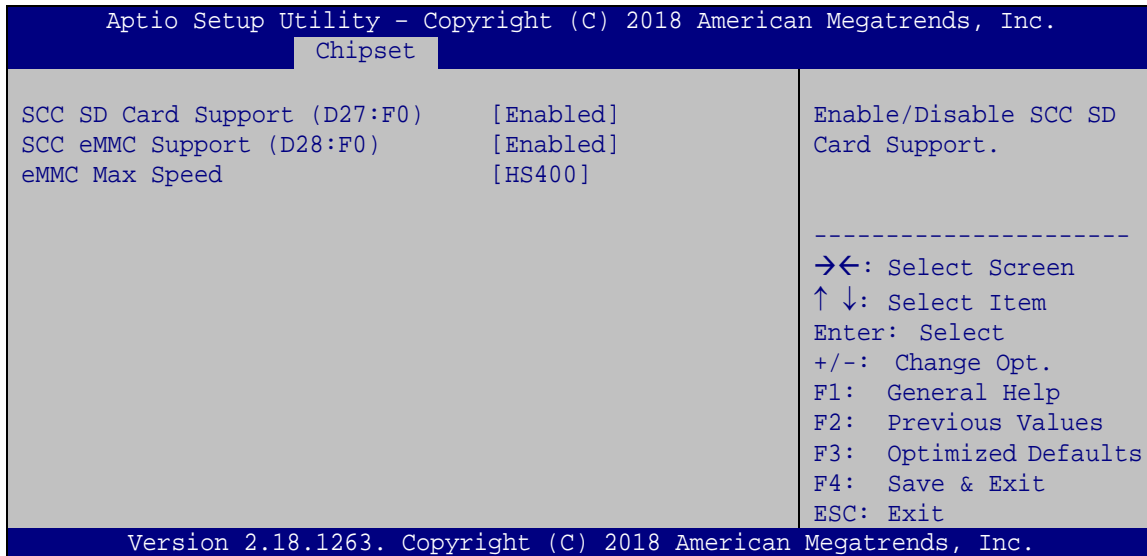 Aptio Setup Utility – Copyright (C) 2018 American Megatrends, Inc.
Chipset
SCC SD Card Support (D27:F0) [Enabled]
SCC eMMC Support (D28:F0) [Enabled]
eMMC Max Speed [HS400]
Enable/Disable SCC SD
Card Support.
----------------------
→←: Select Screen
↑ ↓: Select Item
Enter: Select
+/-: Change Opt.
F1: General Help
F2: Previous Values
F3: Optimized Defaults
F4: Save & Exit
ESC: Exit
Version 2.18.1263. Copyright (C) 2018 American Megatrends, Inc.